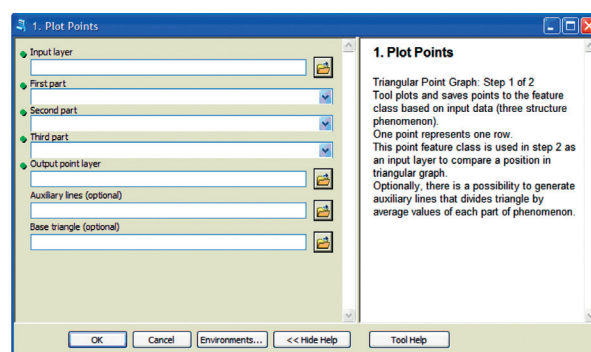 1. Plot Points
Input layer
First part
Second part
Third part
Output point layer
Auxiliary lines (optional)
Base triangle (optional)
1. Plot Points
Triangular Point Graph: Step 1 of 2
Tool plots and saves points to the feature
class based on input data (three structure
phenomenon).
One point represents one row.
This point feature class is used in step 2 as
an input layer to compare a position in
triangular graph.
Optionally, there is a possibility to generate
auxiliary lines that divides triangle by
average values of each part of phenomenon.
OK
Cancel
Environments...
<< Hide Help
Tool Help